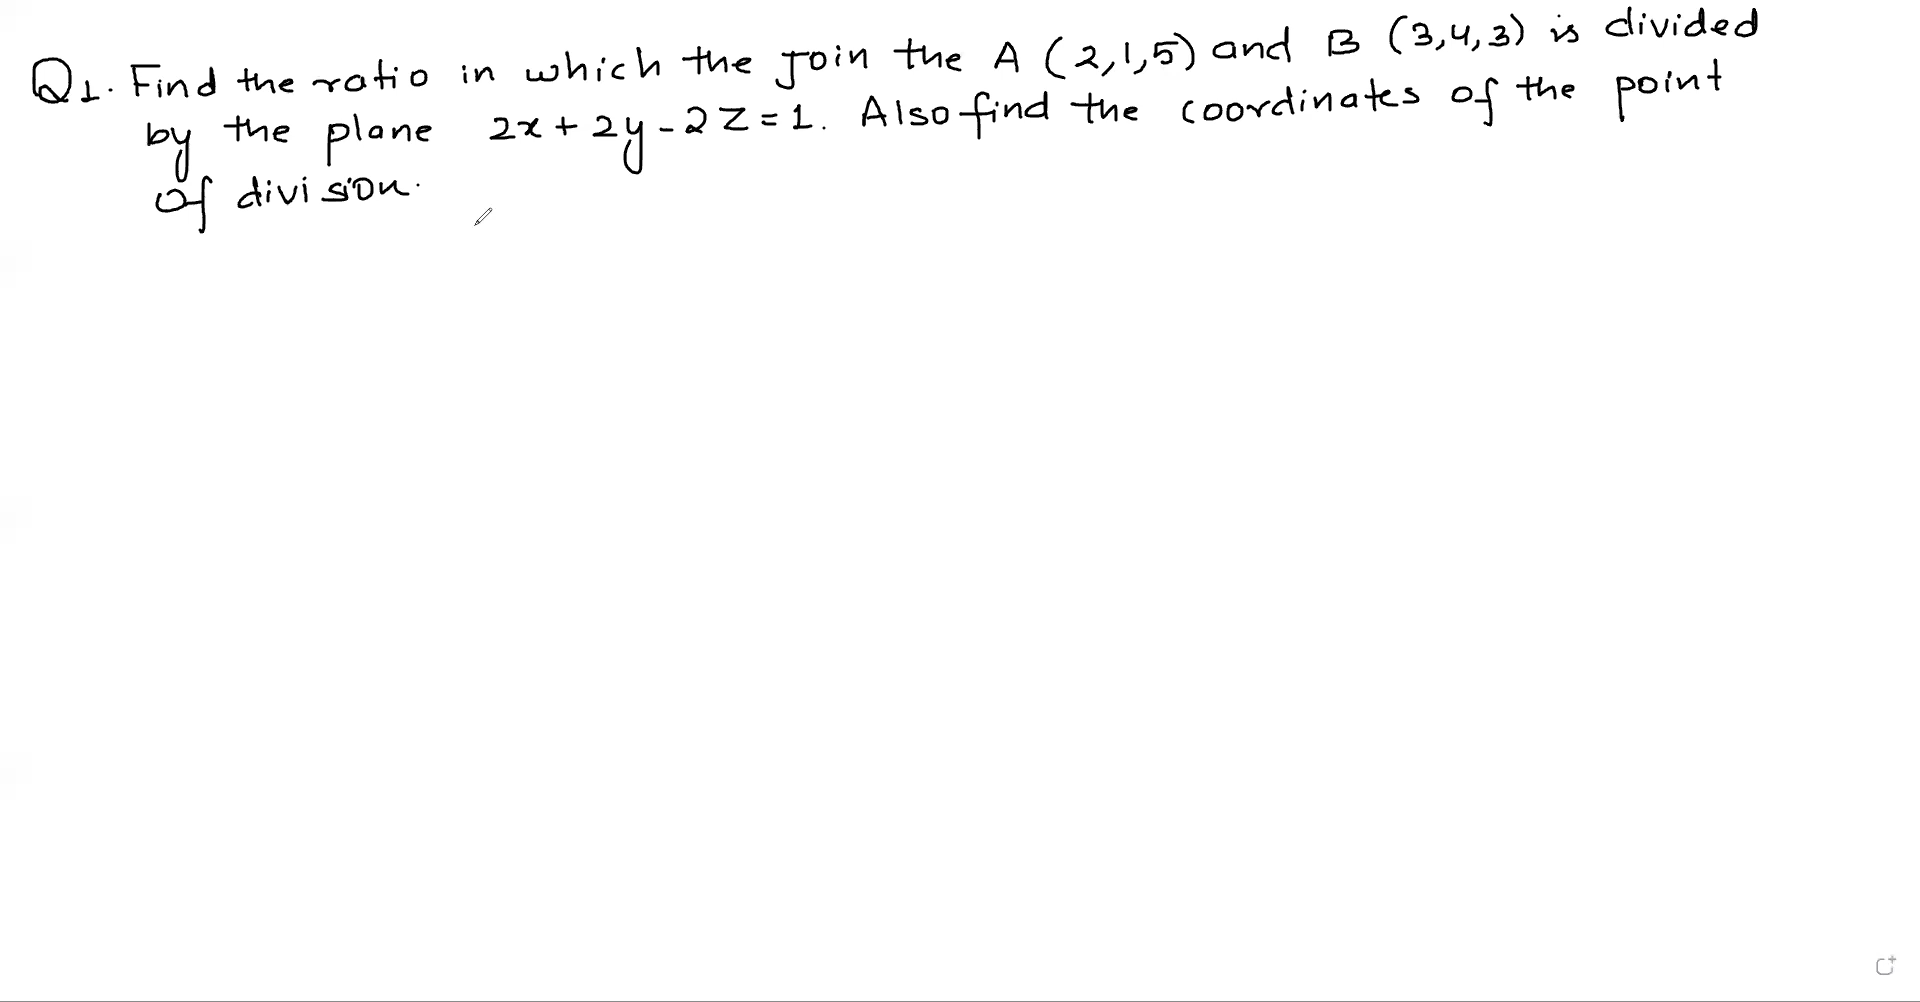 Q1. Find the ratio in which the join the A (2,1,5) and B (3,4,3) is divided
by the plane 2x + 2y - 2z = 1. Also find the coordinates of the point
of division.